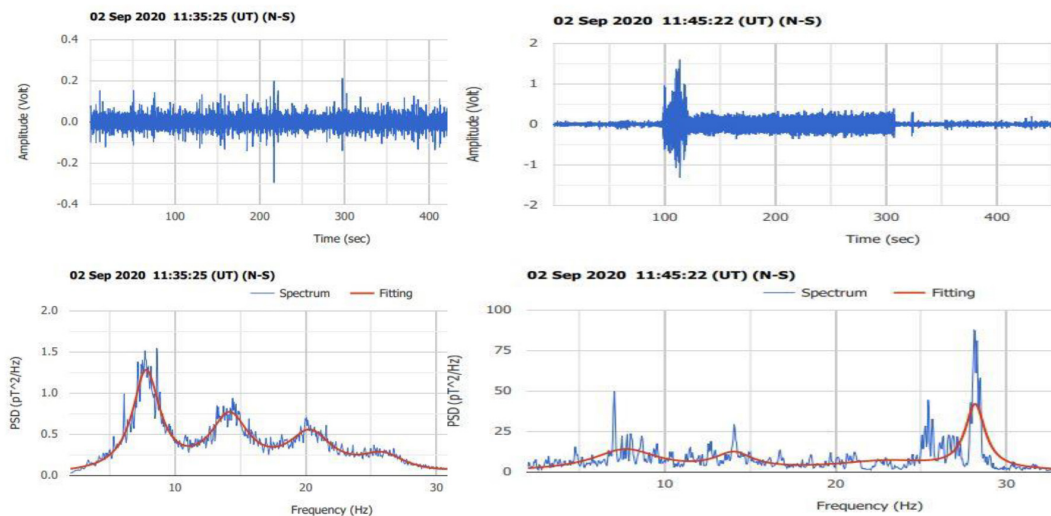 02 Sep 2020 11:35:25 (UT) (N-S)
Amplitude (Volt)
0.4
0.2
0.0
-0.2
-0.4
100 200 300 400
Time (sec)
02 Sep 2020 11:45:22 (UT) (N-S)
Amplitude (Volt)
2
1
0
-1
-2
100 200 300 400
Time (sec)
02 Sep 2020 11:35:25 (UT) (N-S)
Spectrum Fitting
PSD (pT^2/Hz)
2.0
1.5
1.0
0.5
0.0
10 20 30
Frequency (Hz)
02 Sep 2020 11:45:22 (UT) (N-S)
Spectrum Fitting
PSD (pT^2/Hz)
100
75
50
25
0
10 20 30
Frequency (Hz)